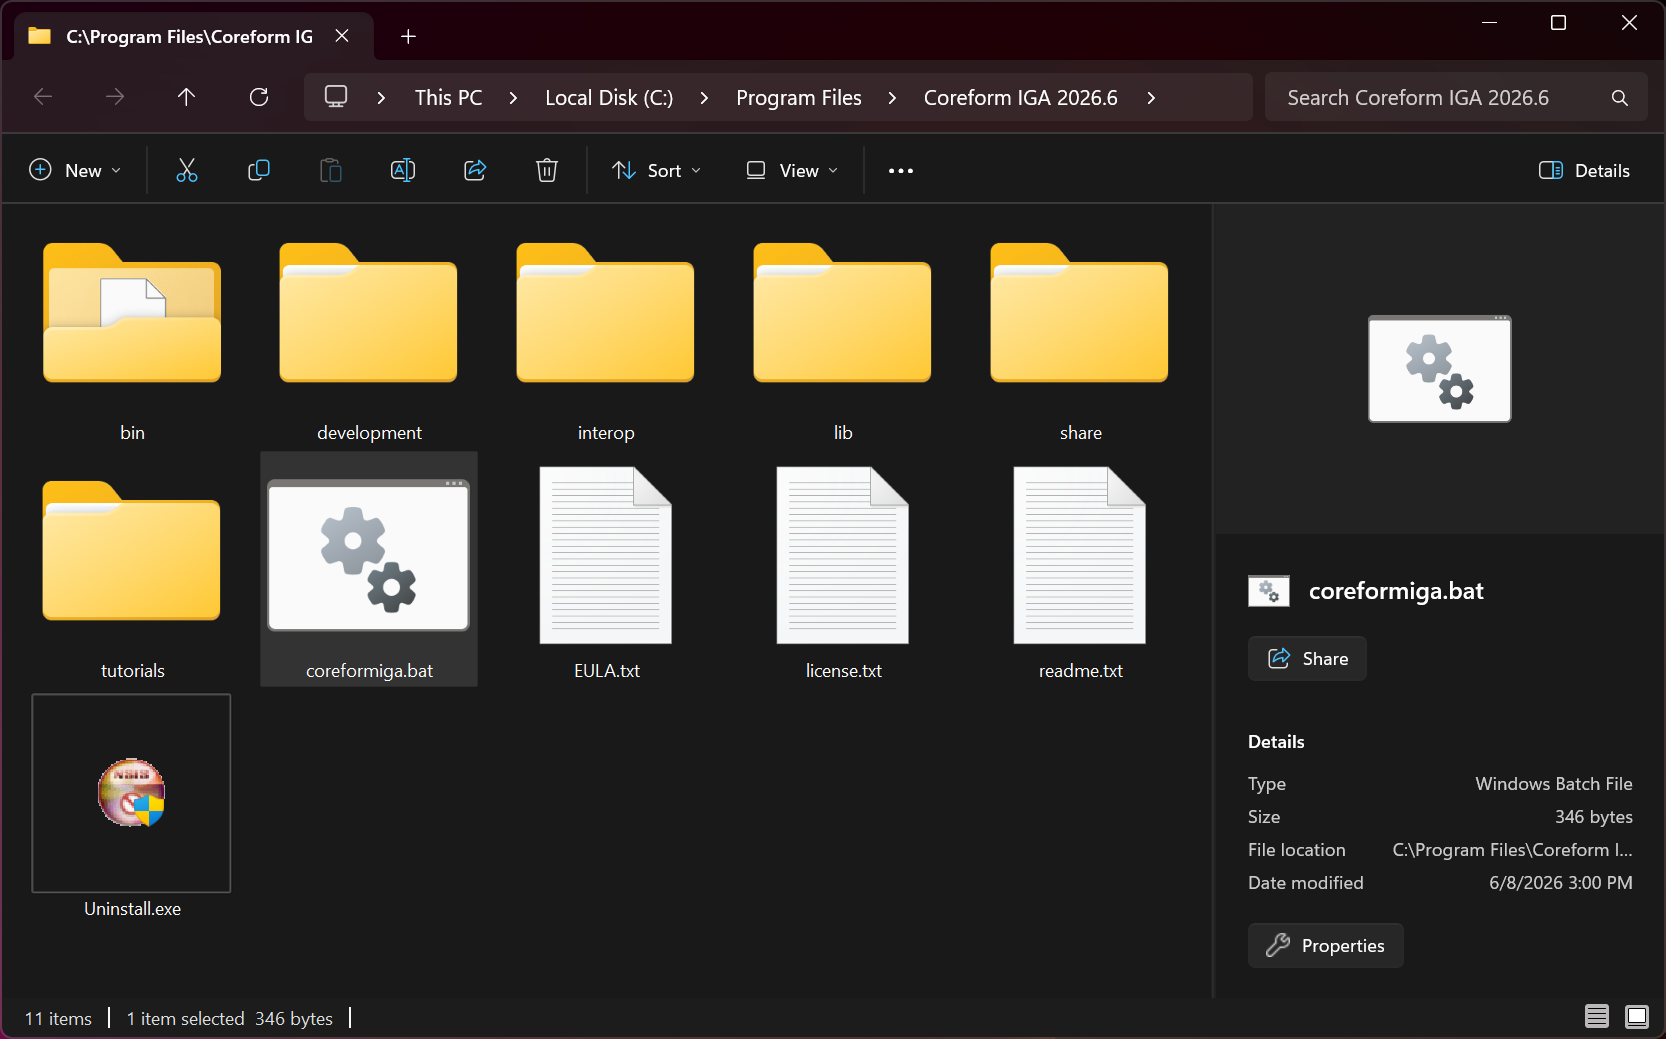 C:\Program Files\Coreform IG
This PC
Local Disk (C:)
Program Files
Coreform IGA 2026.6
Search Coreform IGA 2026.6
New
Sort
View
Details
bin
development
interop
lib
share
tutorials
coreformiga.bat
EULA.txt
license.txt
readme.txt
NSIS
Uninstall.exe
coreformiga.bat
Share
Details
Type Windows Batch File
Size 346 bytes
File location C:\Program Files\Coreform I...
Date modified 6/8/2026 3:00 PM
Properties
11 items
1 item selected 346 bytes